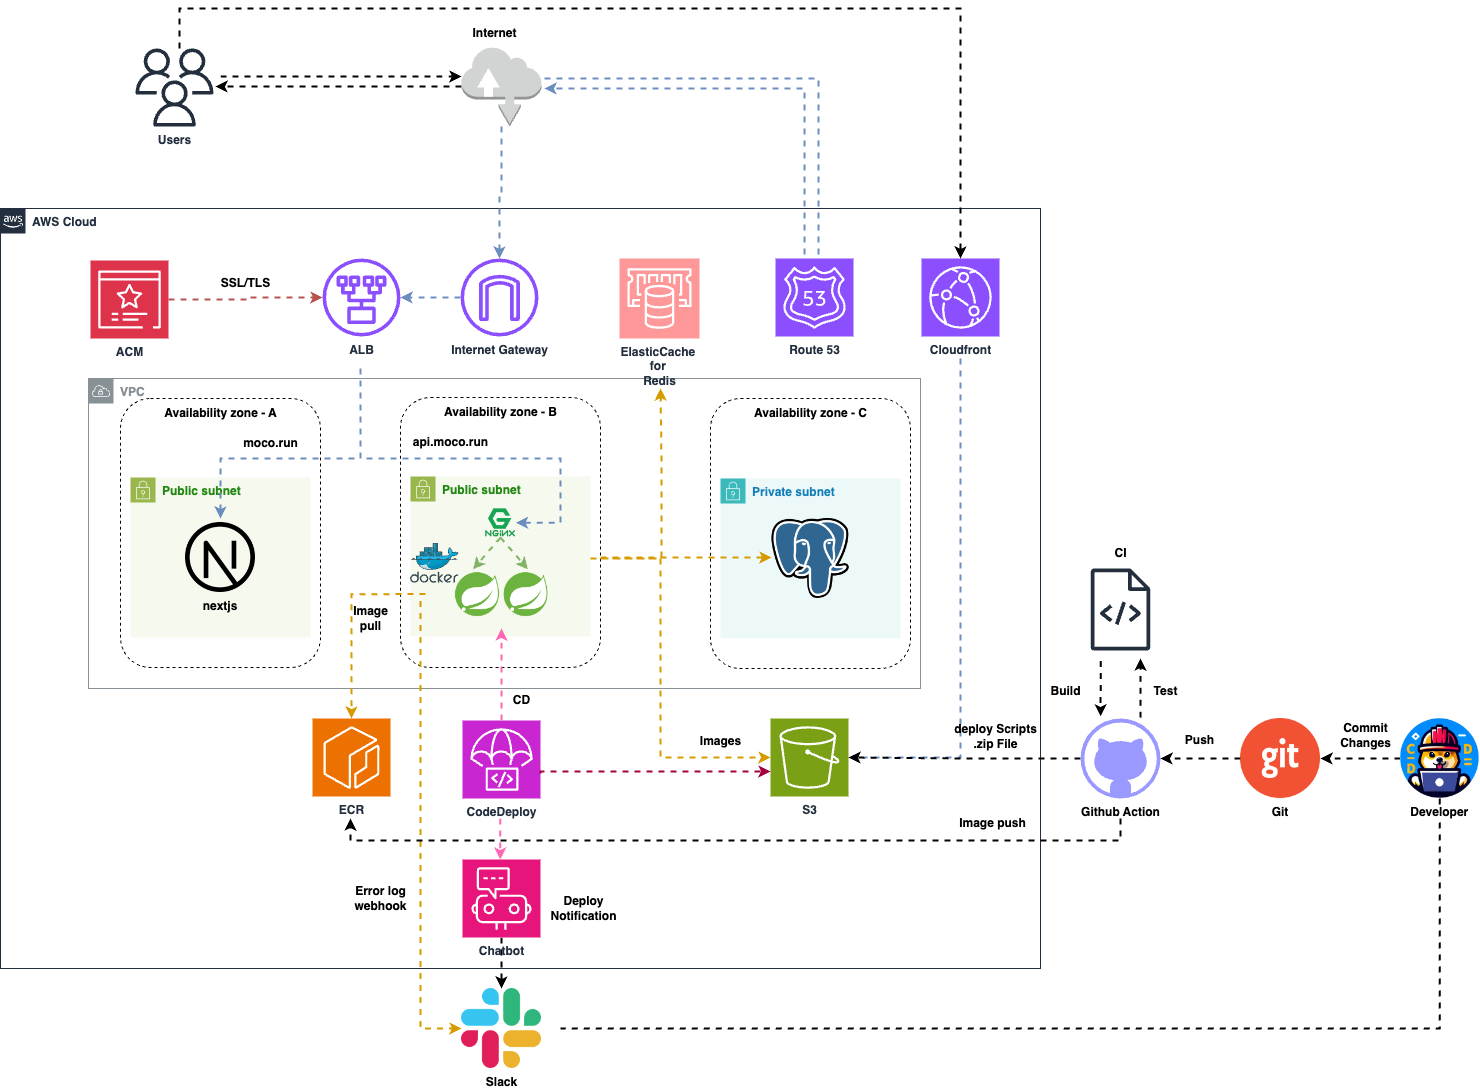 Internet
Users
aws
AWS Cloud
SSL/TLS
53
ACM
ALB
Internet Gateway
ElasticCache
for
Redis
Route 53
Cloudfront
VPC
Availability zone - A
Availability zone - B
Availability zone - C
moco.run
api.moco.run
Public subnet
Public subnet
Private subnet
NGINX
docker
nextjs
Image
pull
CI
Build
Test
CD
Images
deploy Scripts
.zip File
Push
Commit
Changes
git
C D
D E
ECR
CodeDeploy
S3
Github Action
Git
Developer
Image push
Error log
webhook
Deploy
Notification
Chatbot
Slack